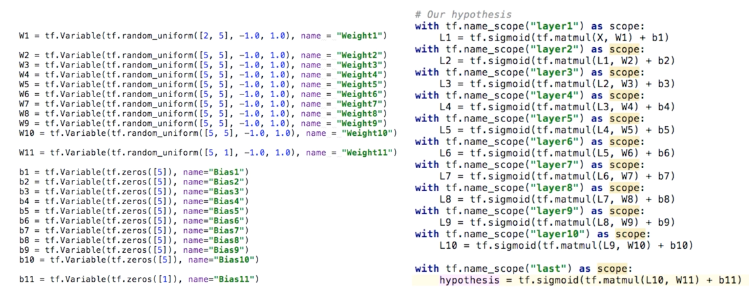 W1 = tf.Variable(tf.random_uniform([2, 5], -1.0, 1.0), name = "Weight1")
W2 = tf.Variable(tf.random_uniform([5, 5], -1.0, 1.0), name = "Weight2")
W3 = tf.Variable(tf.random_uniform([5, 5], -1.0, 1.0), name = "Weight3")
W4 = tf.Variable(tf.random_uniform([5, 5], -1.0, 1.0), name = "Weight4")
W5 = tf.Variable(tf.random_uniform([5, 5], -1.0, 1.0), name = "Weight5")
W6 = tf.Variable(tf.random_uniform([5, 5], -1.0, 1.0), name = "Weight6")
W7 = tf.Variable(tf.random_uniform([5, 5], -1.0, 1.0), name = "Weight7")
W8 = tf.Variable(tf.random_uniform([5, 5], -1.0, 1.0), name = "Weight8")
W9 = tf.Variable(tf.random_uniform([5, 5], -1.0, 1.0), name = "Weight9")
W10 = tf.Variable(tf.random_uniform([5, 5], -1.0, 1.0), name = "Weight10")
W11 = tf.Variable(tf.random_uniform([5, 1], -1.0, 1.0), name = "Weight11")
b1 = tf.Variable(tf.zeros([5]), name="Bias1")
b2 = tf.Variable(tf.zeros([5]), name="Bias2")
b3 = tf.Variable(tf.zeros([5]), name="Bias3")
b4 = tf.Variable(tf.zeros([5]), name="Bias4")
b5 = tf.Variable(tf.zeros([5]), name="Bias5")
b6 = tf.Variable(tf.zeros([5]), name="Bias6")
b7 = tf.Variable(tf.zeros([5]), name="Bias7")
b8 = tf.Variable(tf.zeros([5]), name="Bias8")
b9 = tf.Variable(tf.zeros([5]), name="Bias9")
b10 = tf.Variable(tf.zeros([5]), name="Bias10")
b11 = tf.Variable(tf.zeros([1]), name="Bias11")
# Our hypothesis
with tf.name_scope("layer1") as scope:
    L1 = tf.sigmoid(tf.matmul(X, W1) + b1)
with tf.name_scope("layer2") as scope:
    L2 = tf.sigmoid(tf.matmul(L1, W2) + b2)
with tf.name_scope("layer3") as scope:
    L3 = tf.sigmoid(tf.matmul(L2, W3) + b3)
with tf.name_scope("layer4") as scope:
    L4 = tf.sigmoid(tf.matmul(L3, W4) + b4)
with tf.name_scope("layer5") as scope:
    L5 = tf.sigmoid(tf.matmul(L4, W5) + b5)
with tf.name_scope("layer6") as scope:
    L6 = tf.sigmoid(tf.matmul(L5, W6) + b6)
with tf.name_scope("layer7") as scope:
    L7 = tf.sigmoid(tf.matmul(L6, W7) + b7)
with tf.name_scope("layer8") as scope:
    L8 = tf.sigmoid(tf.matmul(L7, W8) + b8)
with tf.name_scope("layer9") as scope:
    L9 = tf.sigmoid(tf.matmul(L8, W9) + b9)
with tf.name_scope("layer10") as scope:
    L10 = tf.sigmoid(tf.matmul(L9, W10) + b10)
with tf.name_scope("last") as scope:
    hypothesis = tf.sigmoid(tf.matmul(L10, W11) + b11)